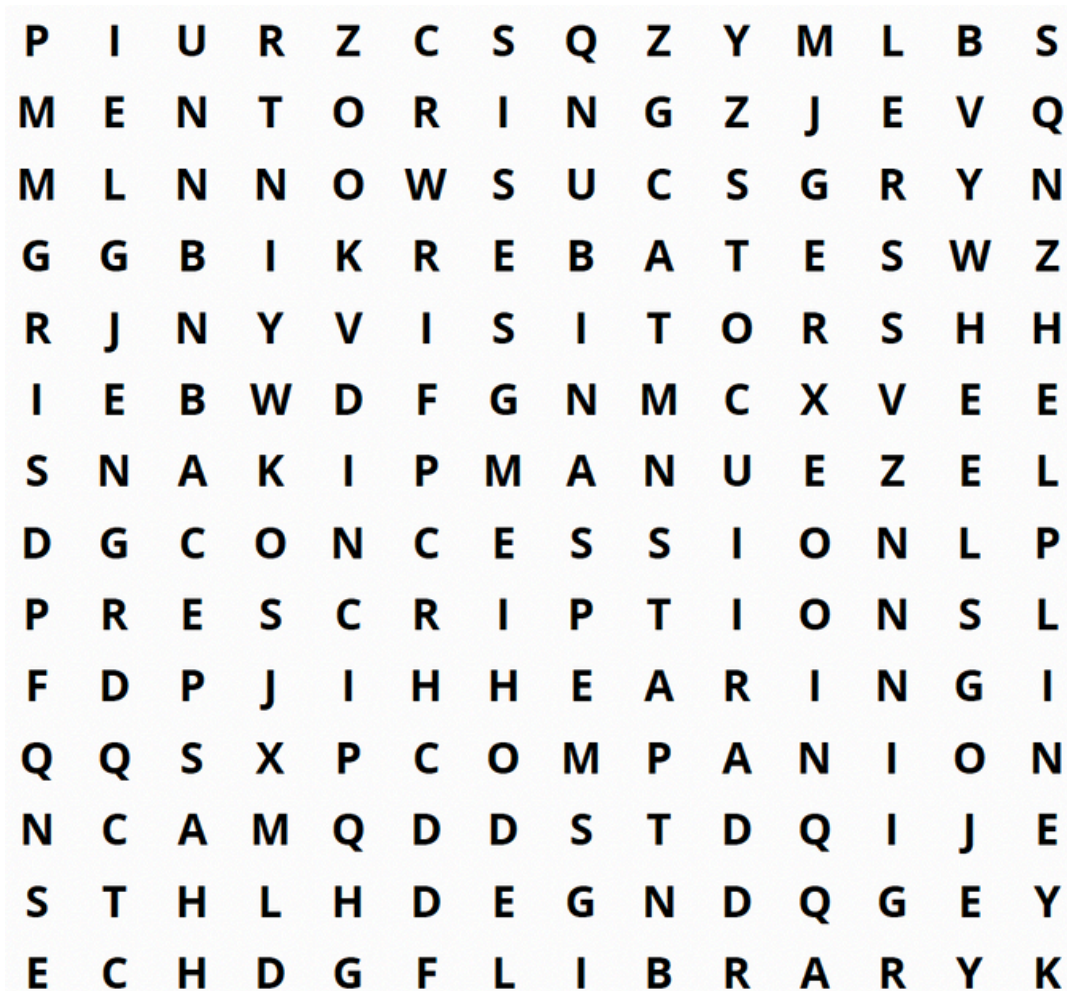 P I U R Z C S Q Z Y M L B S
M E N T O R I N G Z J E V Q
M L N N O W S U C S G R Y N
G G B I K R E B A T E S W Z
R J N Y V I S I T O R S H H
I E B W D F G N M C X V E E
S N A K I P M A N U E Z E L
D G C O N C E S S I O N L P
P R E S C R I P T I O N S L
F D P J I H H E A R I N G I
Q Q S X P C O M P A N I O N
N C A M Q D D S T D Q I J E
S T H L H D E G N D Q G E Y
E C H D G F L I B R A R Y K